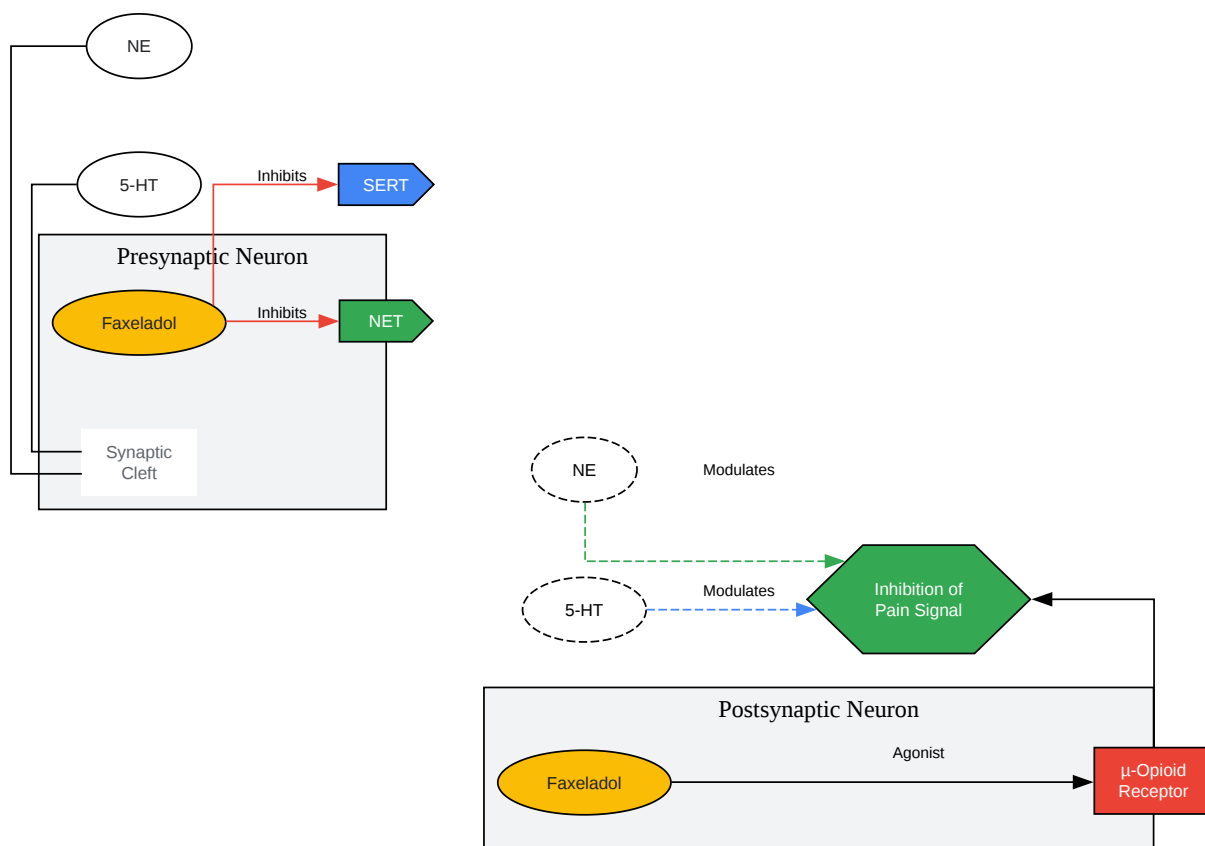 NE
5-HT
Inhibits
SERT
Presynaptic Neuron
Faxeladol
Inhibits
NET
Synaptic
Cleft
NE
Modulates
5-HT
Modulates
Inhibition of
Pain Signal
Postsynaptic Neuron
Faxeladol
Agonist
µ-Opioid
Receptor